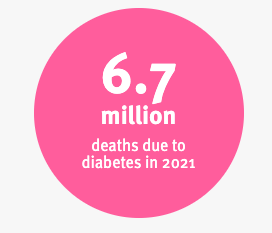 6.7
million
deaths due to
diabetes in 2021